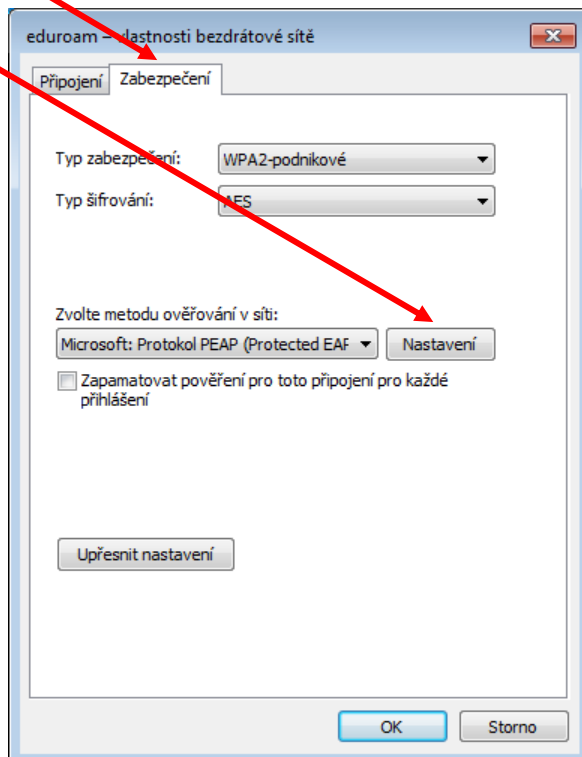 eduroam – vlastnosti bezdrátové sítě
Připojení Zabezpečení
Typ zabezpečení: WPA2-podnikové
Typ šifrování: AES
Zvolte metodu ověřování v síti:
Microsoft: Protokol PEAP (Protected EAP Nastavení
Zapamatovat pověření pro toto připojení pro každé
přihlášení
Upřesnit nastavení
OK Storno